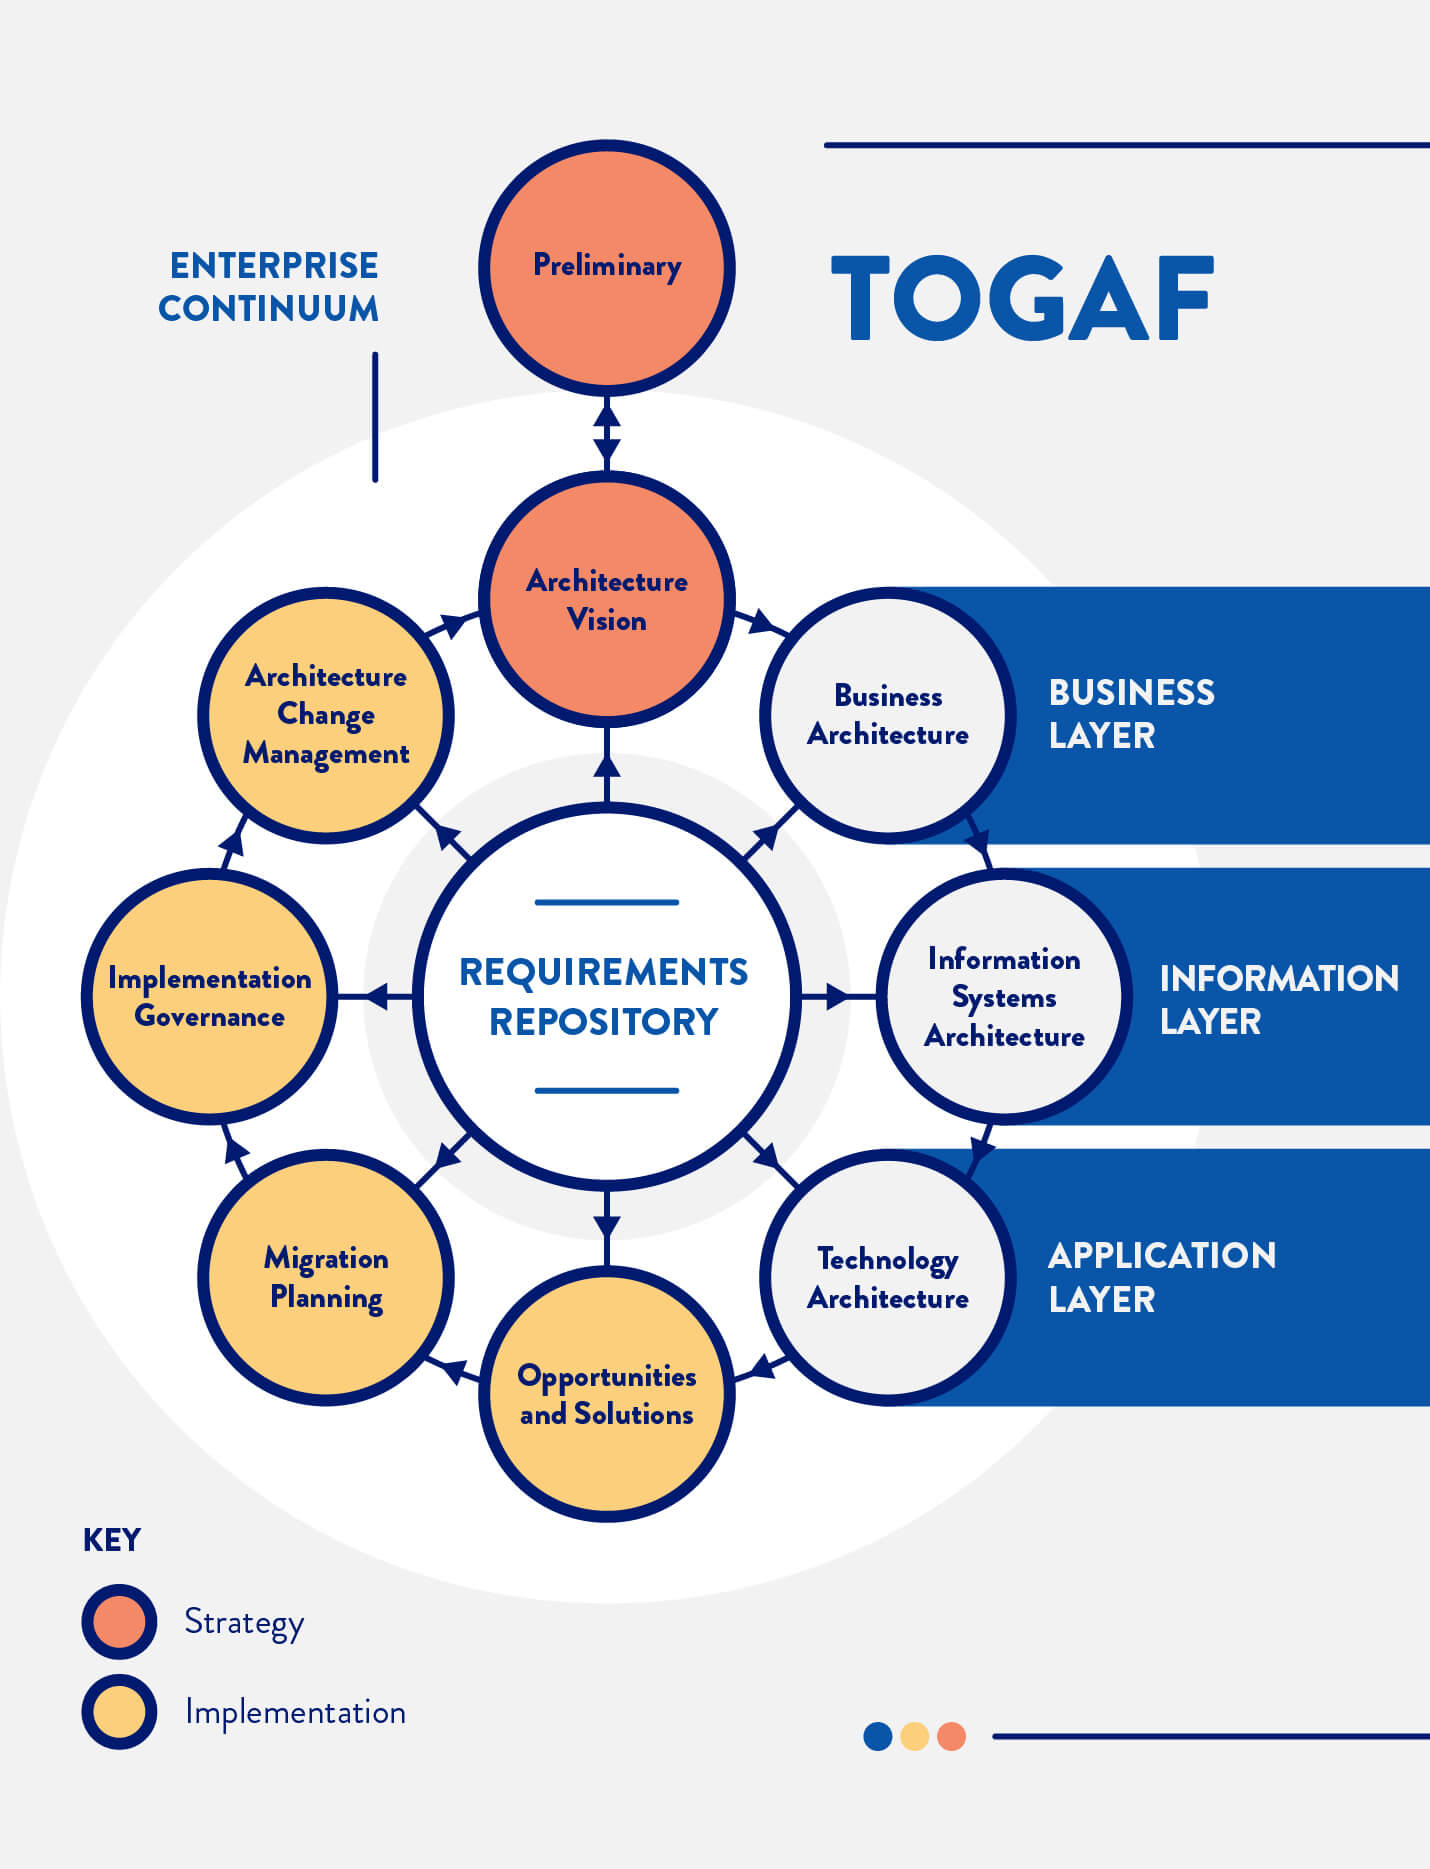 TOGAF
ENTERPRISE
CONTINUUM
Preliminary
Architecture
Vision
Business
Architecture
BUSINESS
LAYER
Information
Systems
Architecture
INFORMATION
LAYER
Technology
Architecture
APPLICATION
LAYER
Opportunities
and Solutions
Migration
Planning
Implementation
Governance
Architecture
Change
Management
REQUIREMENTS
REPOSITORY
KEY
Strategy
Implementation